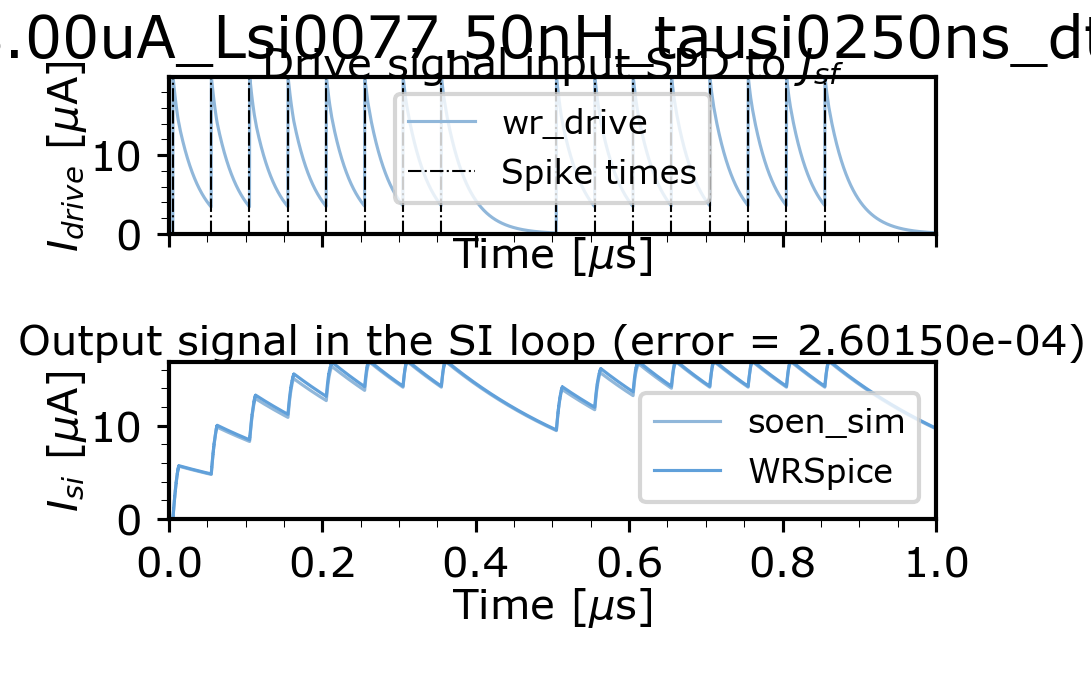 .00uA_Lsi0077.50nH_tausi0250ns_dt
Drive signal input SPD to J_sf
I_drive [μA]
10
0
wr_drive
Spike times
Time [μs]
Output signal in the SI loop (error = 2.60150e-04)
I_si [μA]
10
0
soen_sim
WRSpice
0.0 0.2 0.4 0.6 0.8 1.0
Time [μs]